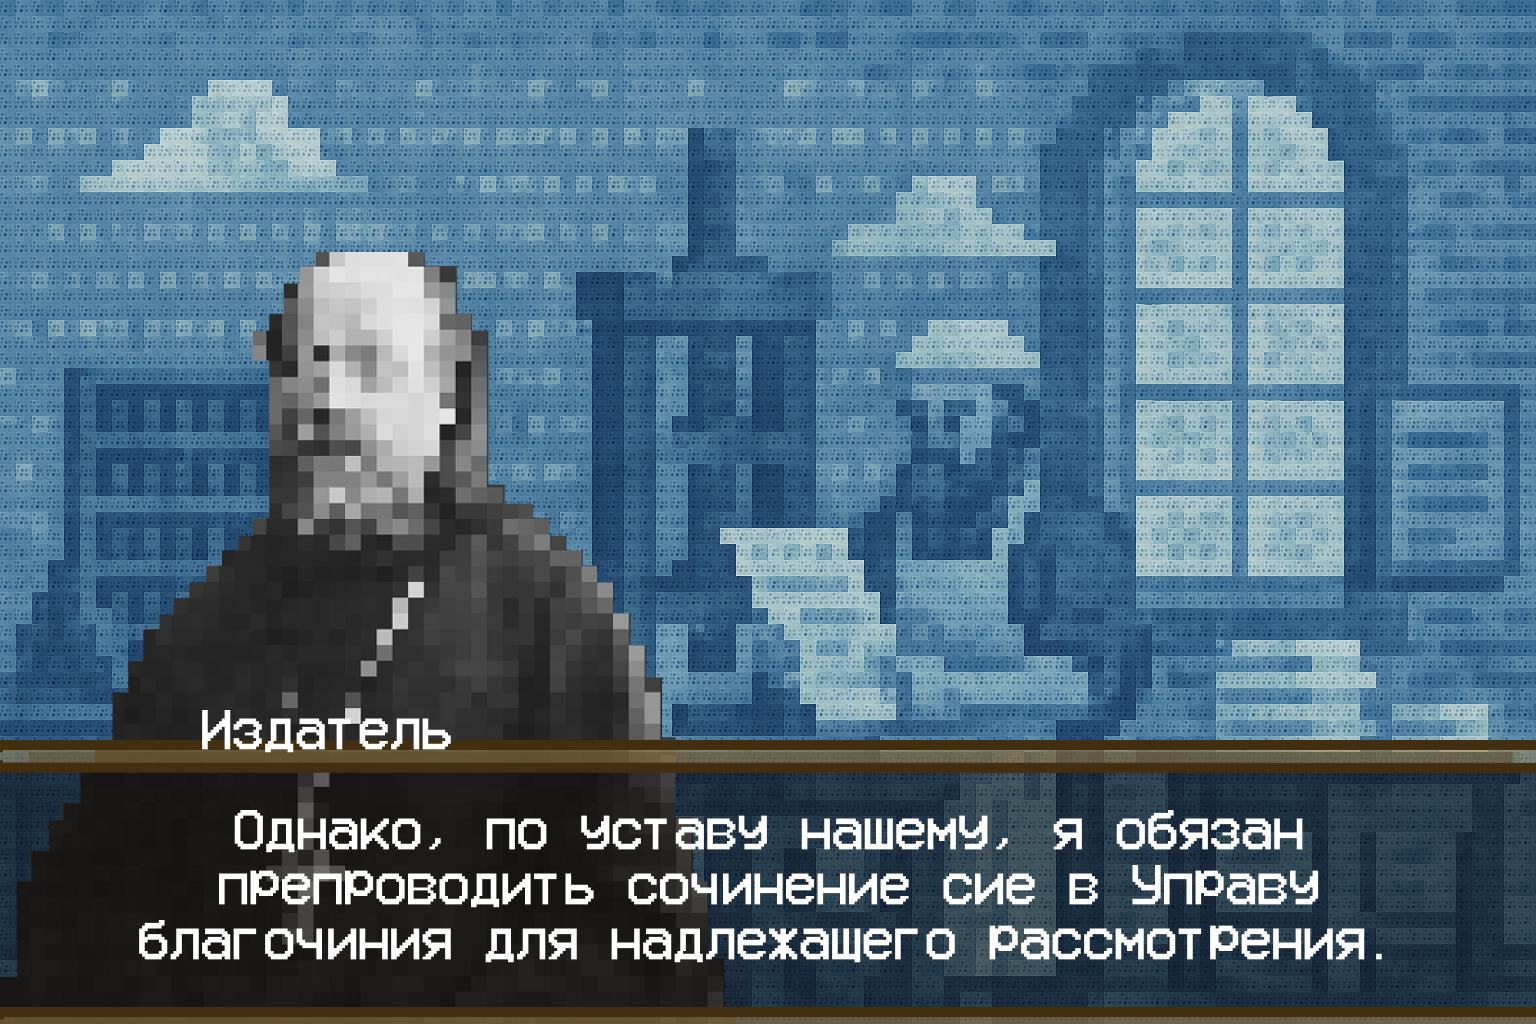 Издатель
Однако, по уставу нашему, я обязан
препроводить сочинение сие в Управу
благочиния для надлежащего рассмотрения.